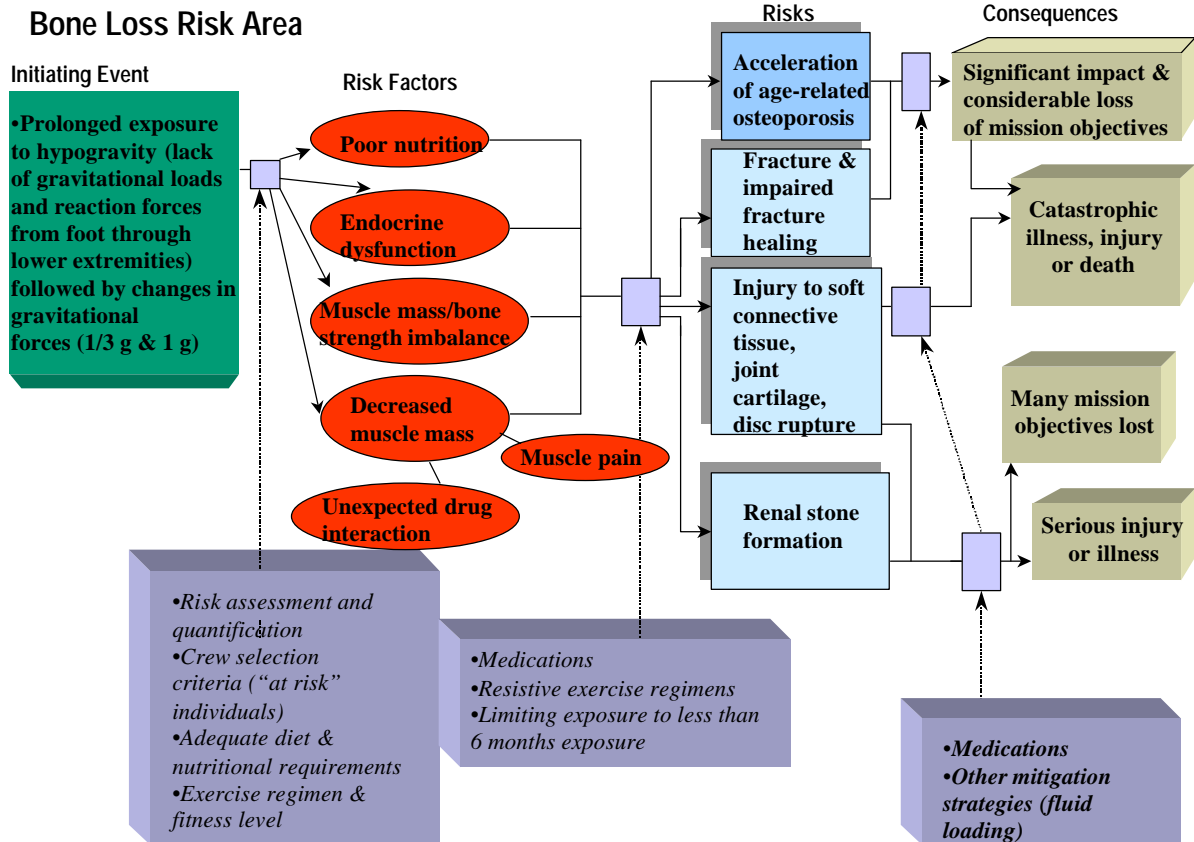 Bone Loss Risk Area
Initiating Event
•Prolonged exposure
to hypogravity (lack
of gravitational loads
and reaction forces
from foot through
lower extremities)
followed by changes in
gravitational
forces (1/3 g & 1 g)
Risk Factors
Poor nutrition
Endocrine
dysfunction
Muscle mass/bone
strength imbalance
Decreased
muscle mass
Muscle pain
Unexpected drug
interaction
Risks
Acceleration
of age-related
osteoporosis
Fracture &
impaired
fracture
healing
Injury to soft
connective
tissue,
joint
cartilage,
disc rupture
Renal stone
formation
Consequences
Significant impact &
considerable loss
of mission objectives
Catastrophic
illness, injury
or death
Many mission
objectives lost
Serious injury
or illness
•Risk assessment and
quantification
•Crew selection
criteria (“at risk”
individuals)
•Adequate diet &
nutritional requirements
•Exercise regimen &
fitness level
•Medications
•Resistive exercise regimens
•Limiting exposure to less than
6 months exposure
•Medications
•Other mitigation
strategies (fluid
loading)